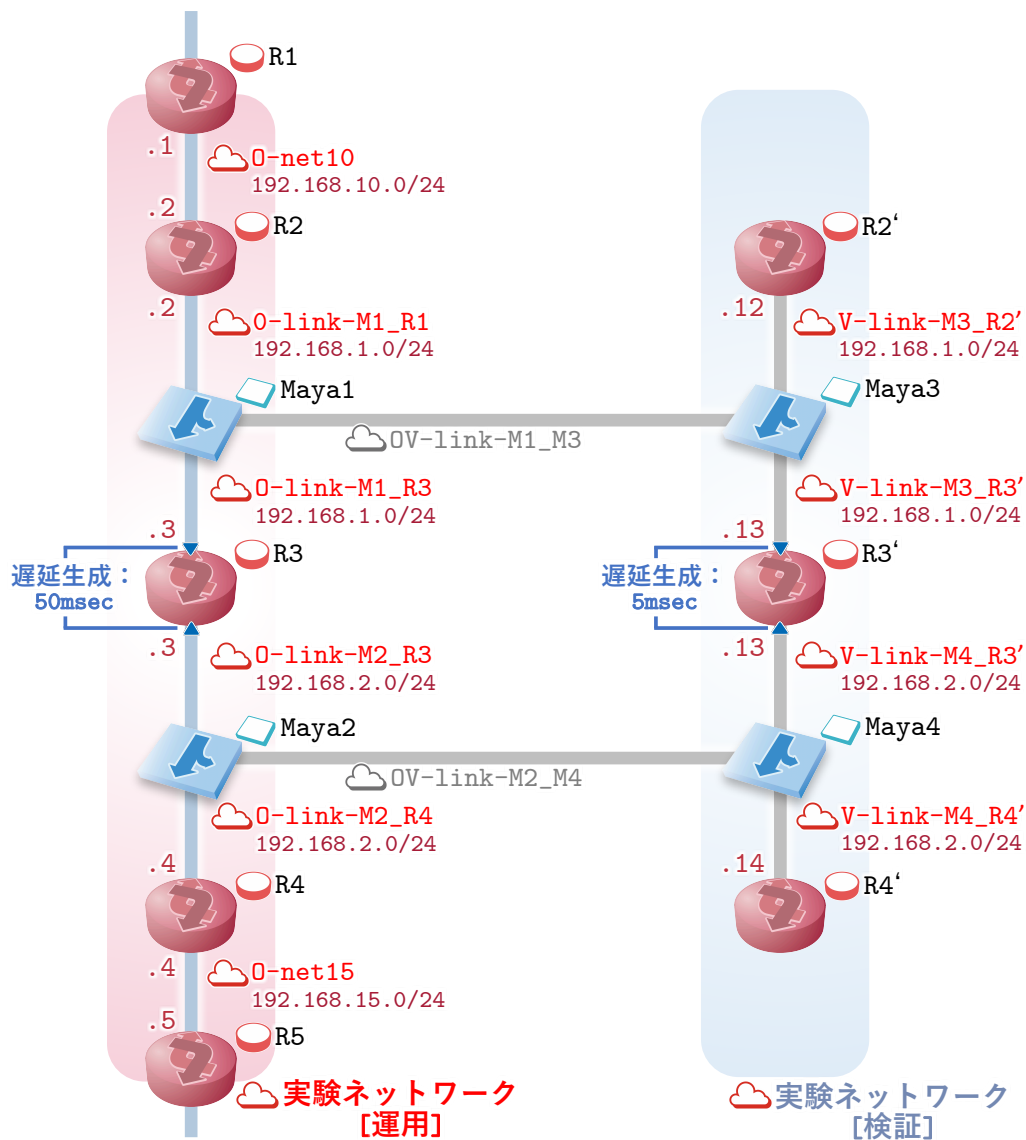 R1
.1
O-net10
192.168.10.0/24
.2
R2
R2‘
.2
O-link-M1_R1
192.168.1.0/24
.12
V-link-M3_R2'
192.168.1.0/24
Maya1
Maya3
OV-link-M1_M3
O-link-M1_R3
192.168.1.0/24
V-link-M3_R3'
192.168.1.0/24
.3
R3
.13
R3‘
遅延生成：
50msec
遅延生成：
5msec
.3
O-link-M2_R3
192.168.2.0/24
.13
V-link-M4_R3'
192.168.2.0/24
Maya2
Maya4
OV-link-M2_M4
O-link-M2_R4
192.168.2.0/24
V-link-M4_R4'
192.168.2.0/24
.4
R4
.14
R4‘
.4
O-net15
192.168.15.0/24
.5
R5
実験ネットワーク
[運用]
実験ネットワーク
[検証]